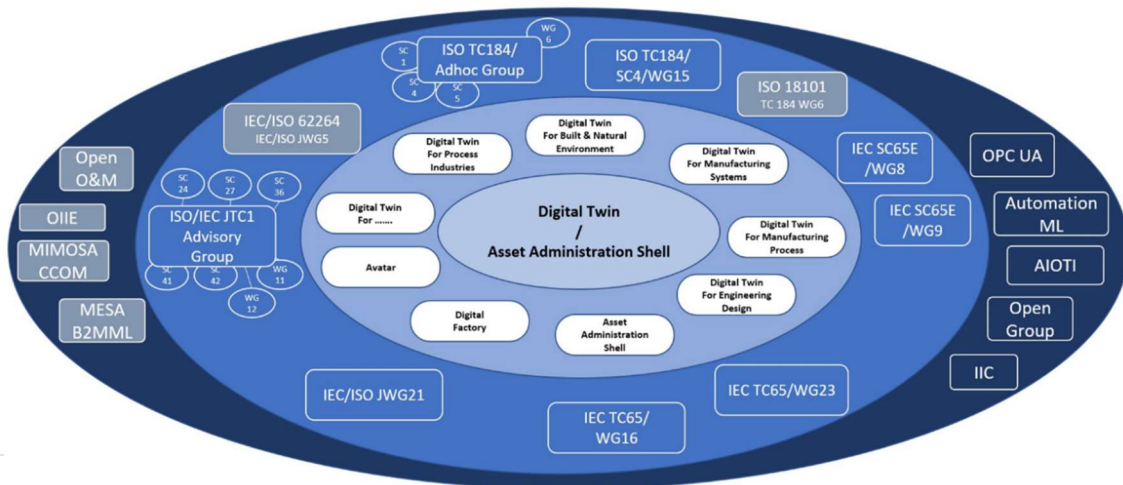 WG
6
SC
1
ISO TC184/
Adhoc Group
SC
4
SC
5
ISO TC184/
SC4/WG15
ISO 18101
TC 184 WG6
IEC/ISO 62264
IEC/ISO JWG5
Digital Twin
For Process
Industries
Digital Twin
For Built & Natural
Environment
Digital Twin
For Manufacturing
Systems
IEC SC65E
/WG8
OPC UA
Open
O&M
SC
24
SC
27
SC
36
OIIE
ISO/IEC JTC1
Advisory
Group
Digital Twin
For .......
Digital Twin
/
Asset Administration Shell
IEC SC65E
/WG9
Automation
ML
MIMOSA
CCOM
SC
41
SC
42
WG
11
WG
12
Avatar
Digital Twin
For Manufacturing
Process
AIOTI
MESA
B2MML
Digital
Factory
Asset
Administration
Shell
Digital Twin
For Engineering
Design
Open
Group
IIC
IEC/ISO JWG21
IEC TC65/
WG16
IEC TC65/WG23